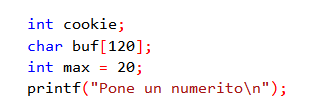 int cookie;
char buf[120];
int max = 20;
printf("Pone un numerito\n");